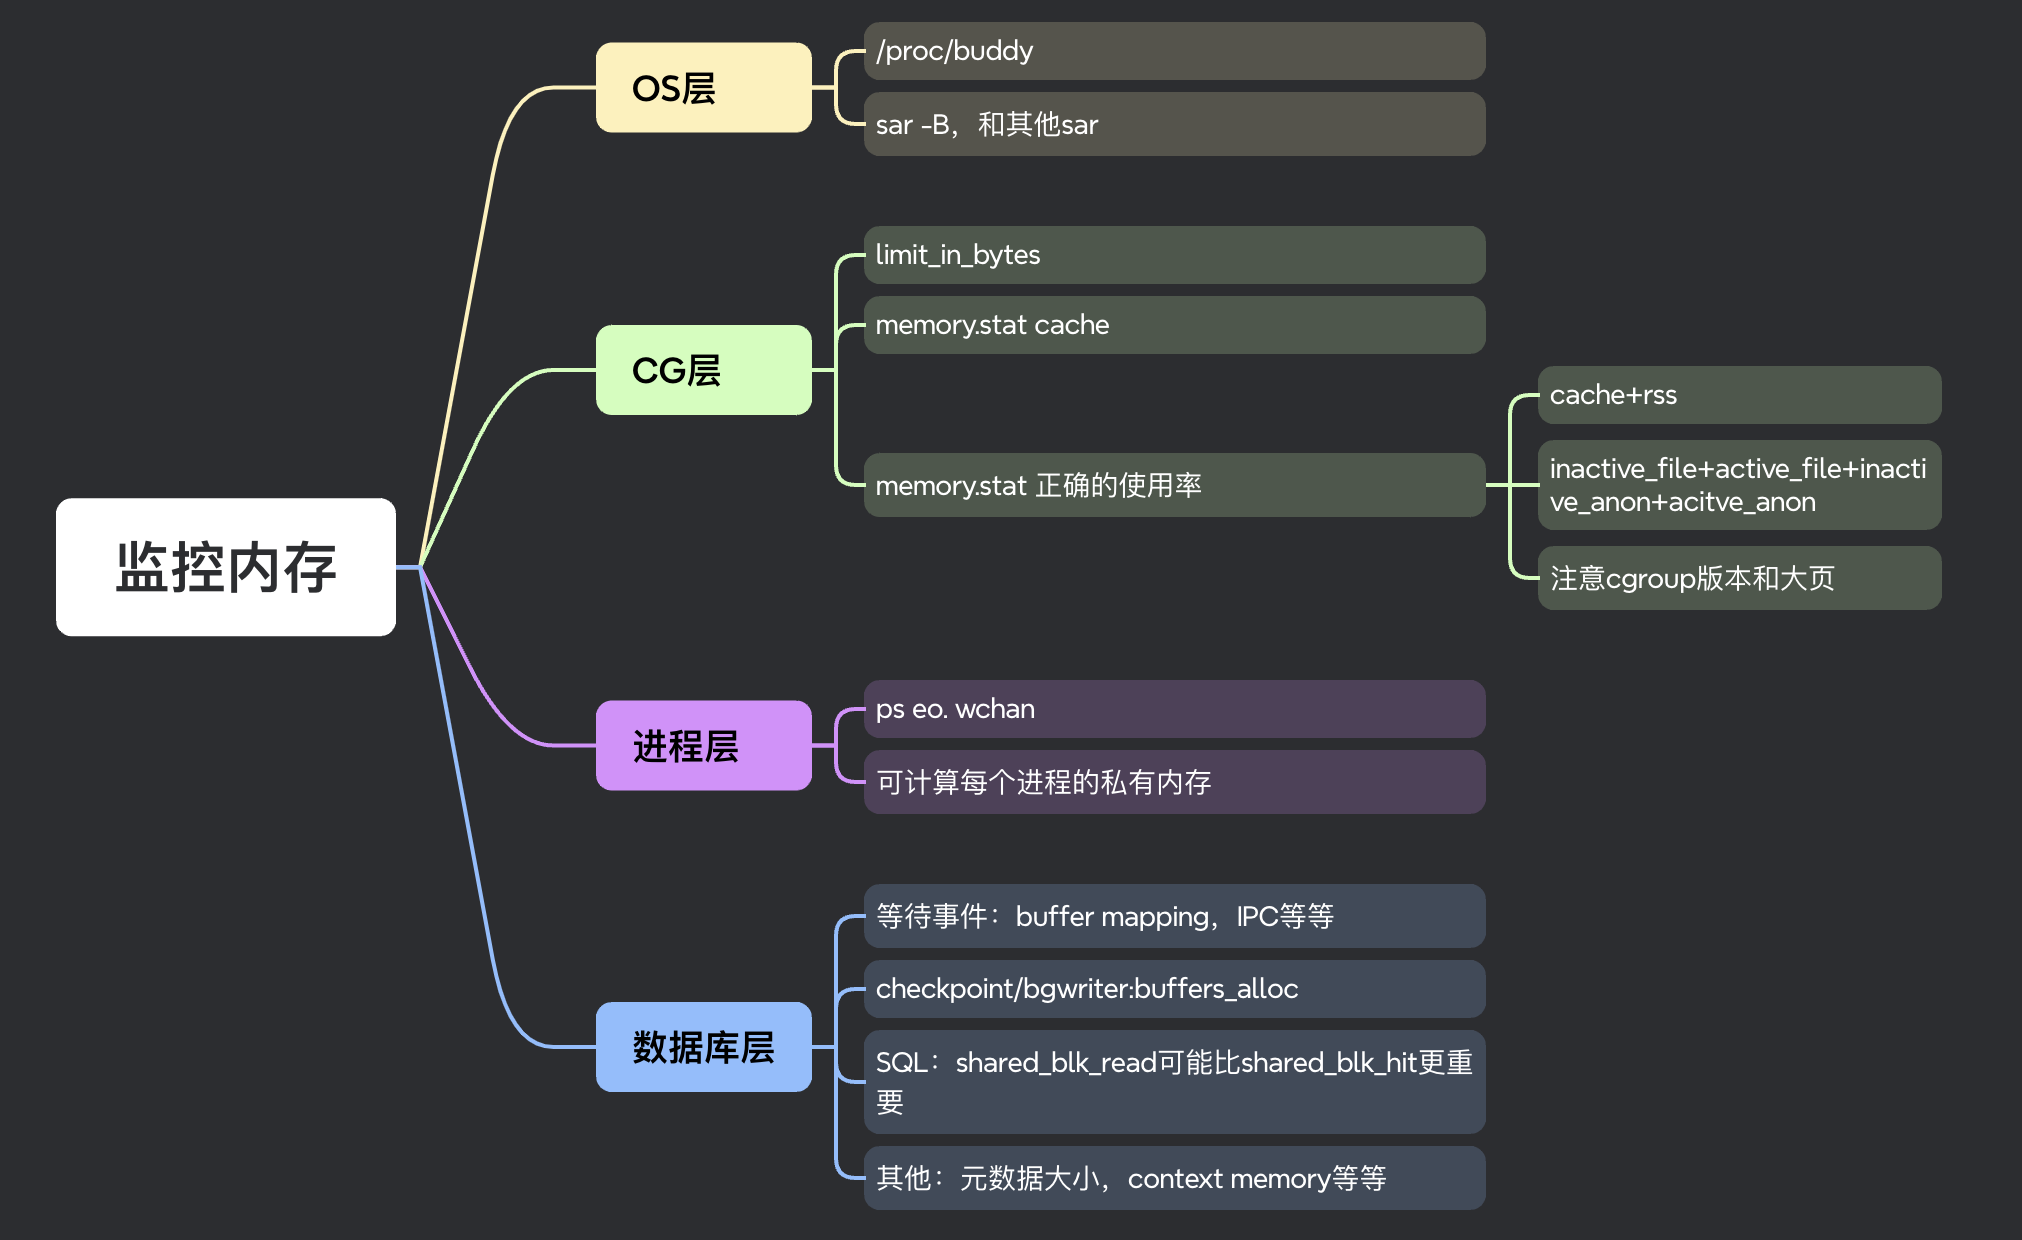 监控内存
OS层
/proc/buddy
sar -B，和其他sar
CG层
limit_in_bytes
memory.stat cache
memory.stat 正确的使用率
cache+rss
inactive_file+active_file+inacti
ve_anon+acitve_anon
注意cgroup版本和大页
进程层
ps eo. wchan
可计算每个进程的私有内存
数据库层
等待事件：buffer mapping，IPC等等
checkpoint/bgwriter:buffers_alloc
SQL：shared_blk_read可能比shared_blk_hit更重
要
其他：元数据大小，context memory等等